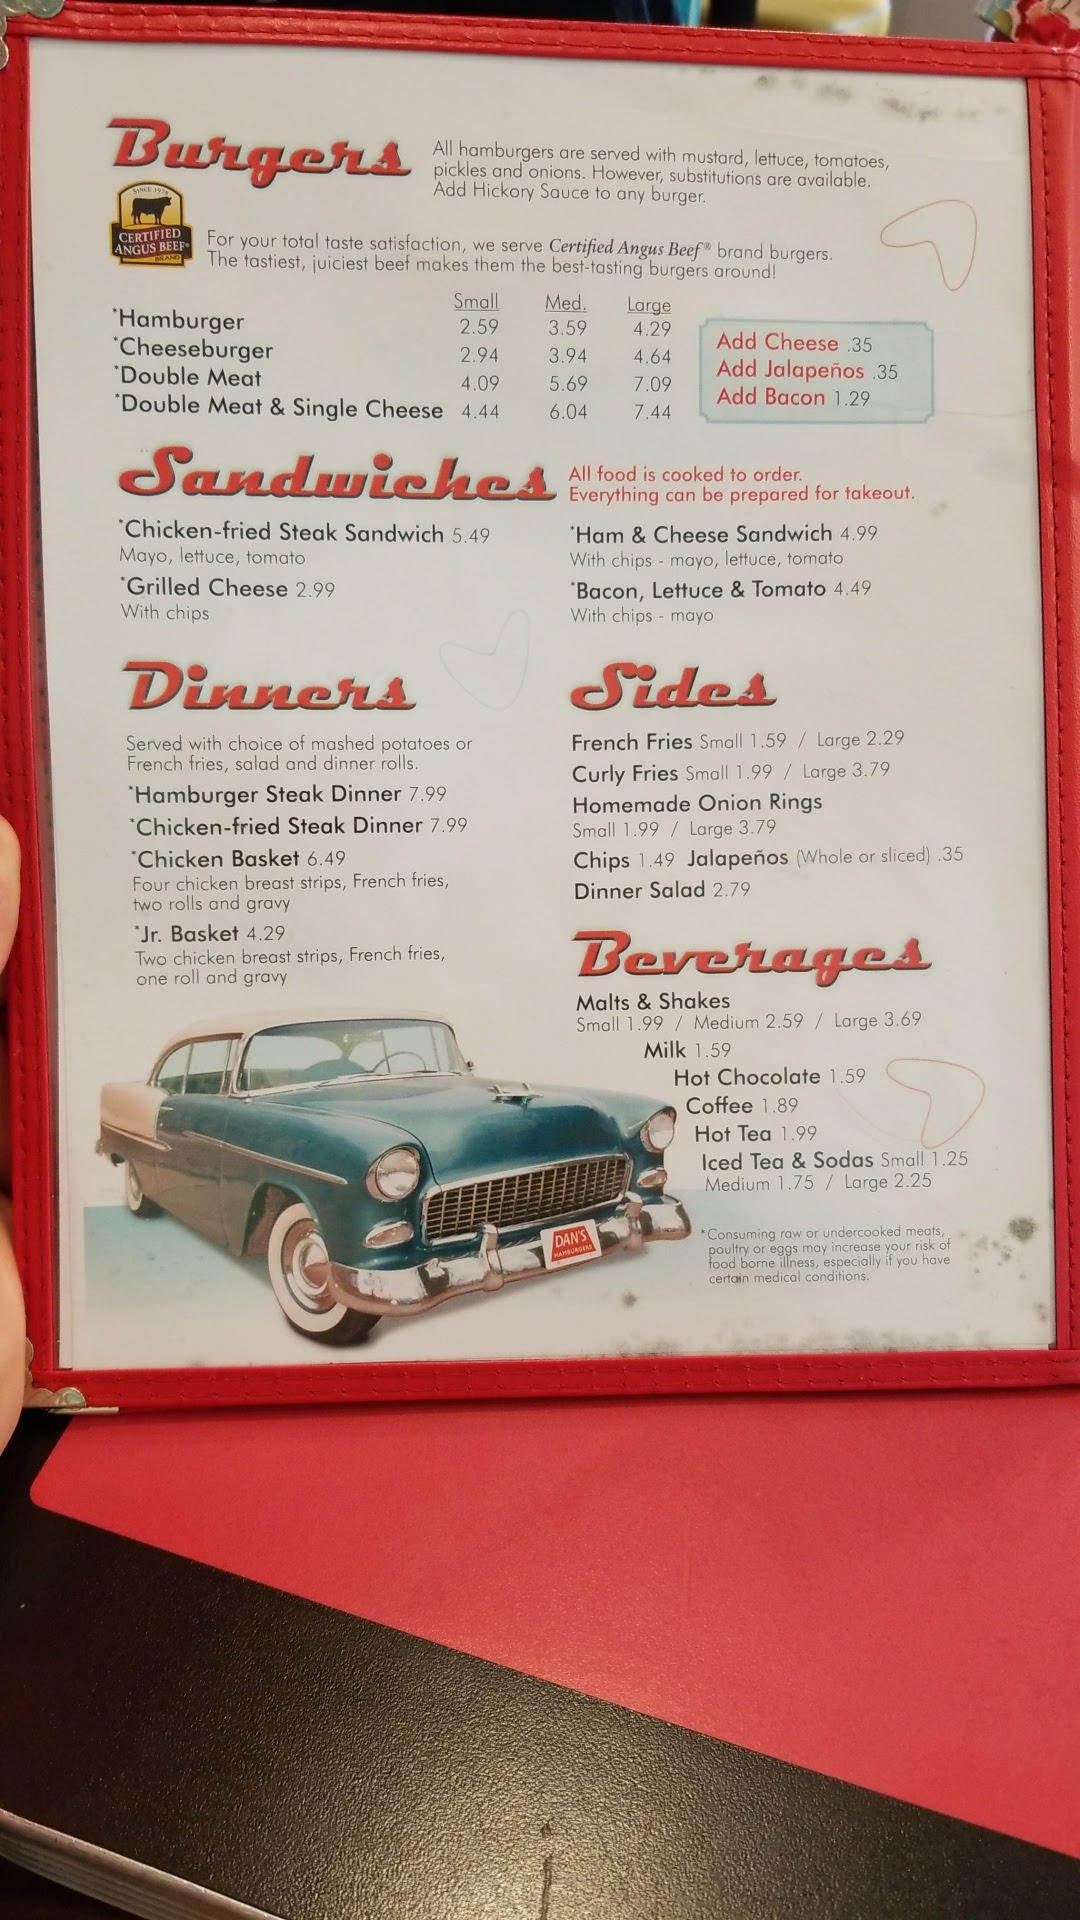 Burgers
All hamburgers are served with mustard, lettuce, tomatoes,
pickles and onions. However, substitutions are available.
Add Hickory Sauce to any burger.
SINCE 1978
CERTIFIED
ANGUS BEEF®
BRAND
For your total taste satisfaction, we serve Certified Angus Beef® brand burgers.
The tastiest, juiciest beef makes them the best-tasting burgers around!
Small Med. Large
*Hamburger 2.59 3.59 4.29
*Cheeseburger 2.94 3.94 4.64
*Double Meat 4.09 5.69 7.09
*Double Meat & Single Cheese 4.44 6.04 7.44
Add Cheese .35
Add Jalapeños .35
Add Bacon 1.29
Sandwiches
All food is cooked to order.
Everything can be prepared for takeout.
*Chicken-fried Steak Sandwich 5.49
Mayo, lettuce, tomato
*Grilled Cheese 2.99
With chips
*Ham & Cheese Sandwich 4.99
With chips - mayo, lettuce, tomato
*Bacon, Lettuce & Tomato 4.49
With chips - mayo
Dinners
Served with choice of mashed potatoes or
French fries, salad and dinner rolls.
*Hamburger Steak Dinner 7.99
*Chicken-fried Steak Dinner 7.99
*Chicken Basket 6.49
Four chicken breast strips, French fries,
two rolls and gravy
*Jr. Basket 4.29
Two chicken breast strips, French fries,
one roll and gravy
Sides
French Fries Small 1.59 / Large 2.29
Curly Fries Small 1.99 / Large 3.79
Homemade Onion Rings
Small 1.99 / Large 3.79
Chips 1.49 Jalapeños (Whole or sliced) .35
Dinner Salad 2.79
Beverages
Malts & Shakes
Small 1.99 / Medium 2.59 / Large 3.69
Milk 1.59
Hot Chocolate 1.59
Coffee 1.89
Hot Tea 1.99
Iced Tea & Sodas Small 1.25
Medium 1.75 / Large 2.25
DAN'S
HAMBURGERS
*Consuming raw or undercooked meats,
poultry or eggs may increase your risk of
food borne illness, especially if you have
certain medical conditions.